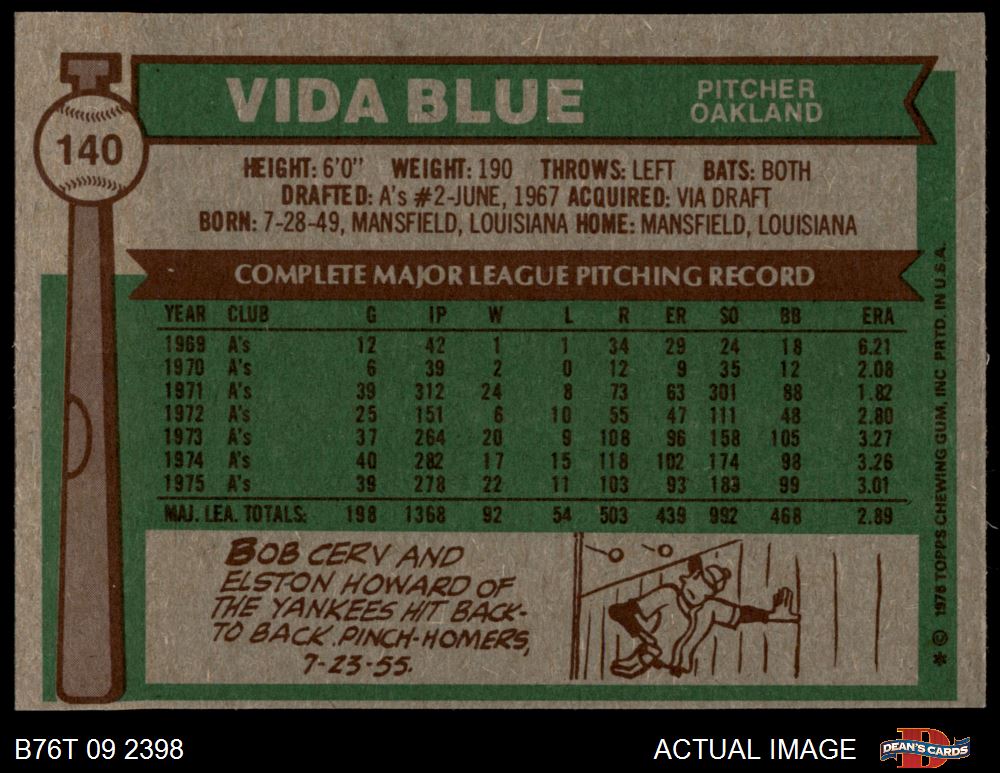 140
VIDA BLUE
PITCHER
OAKLAND
HEIGHT: 6'0" WEIGHT: 190 THROWS: LEFT BATS: BOTH
DRAFTED: A's #2-JUNE, 1967 ACQUIRED: VIA DRAFT
BORN: 7-28-49, MANSFIELD, LOUISIANA HOME: MANSFIELD, LOUISIANA
COMPLETE MAJOR LEAGUE PITCHING RECORD
YEAR CLUB G IP W L R ER SO BB ERA
1969 A's 12 42 1 1 34 29 24 18 6.21
1970 A's 6 39 2 0 12 9 35 12 2.08
1971 A's 39 312 24 8 73 63 301 88 1.82
1972 A's 25 151 6 10 55 47 111 48 2.80
1973 A's 37 264 20 9 108 96 158 105 3.27
1974 A's 40 282 17 15 118 102 174 98 3.26
1975 A's 39 278 22 11 103 93 189 99 3.01
MAJ. LEA. TOTALS: 198 1368 92 54 503 439 992 468 2.89
BOB CERV AND
ELSTON HOWARD OF
THE YANKEES HIT BACK-
TO BACK PINCH-HOMERS,
7-23-55.
* © 1976 TOPPS CHEWING GUM, INC PRTD. IN U.S.A.
B76T 09 2398
ACTUAL IMAGE
DEAN'S CARDS